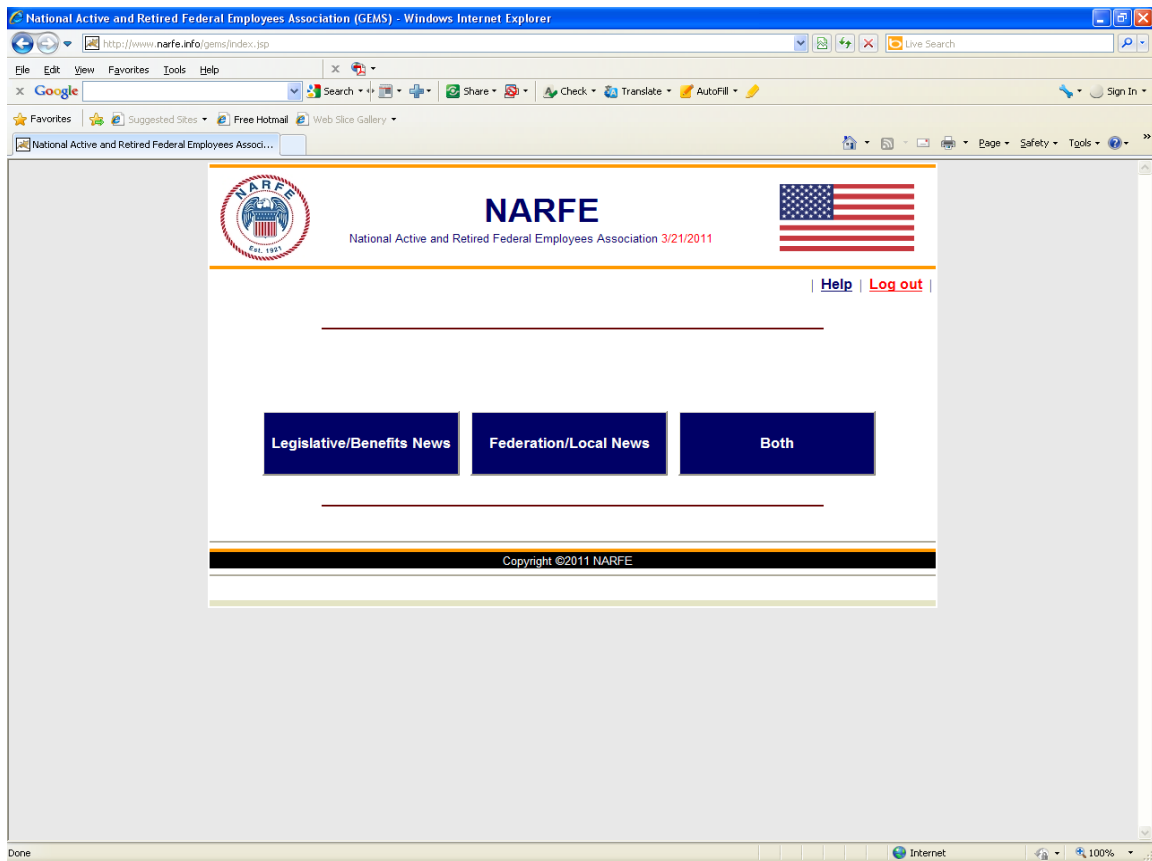 National Active and Retired Federal Employees Association (GEMS) - Windows Internet Explorer
http://www.narfe.info/gems/index.jsp
Live Search
File Edit View Favorites Tools Help
x Google Search Share Check Translate AutoFill Sign In
Favorites Suggested Sites Free Hotmail Web Slice Gallery
National Active and Retired Federal Employees Associ...
Page Safety Tools »
NARFE
Est. 1921
NARFE
National Active and Retired Federal Employees Association 3/21/2011
| Help | Log out |
Legislative/Benefits News Federation/Local News Both
Copyright ©2011 NARFE
Done Internet 100%